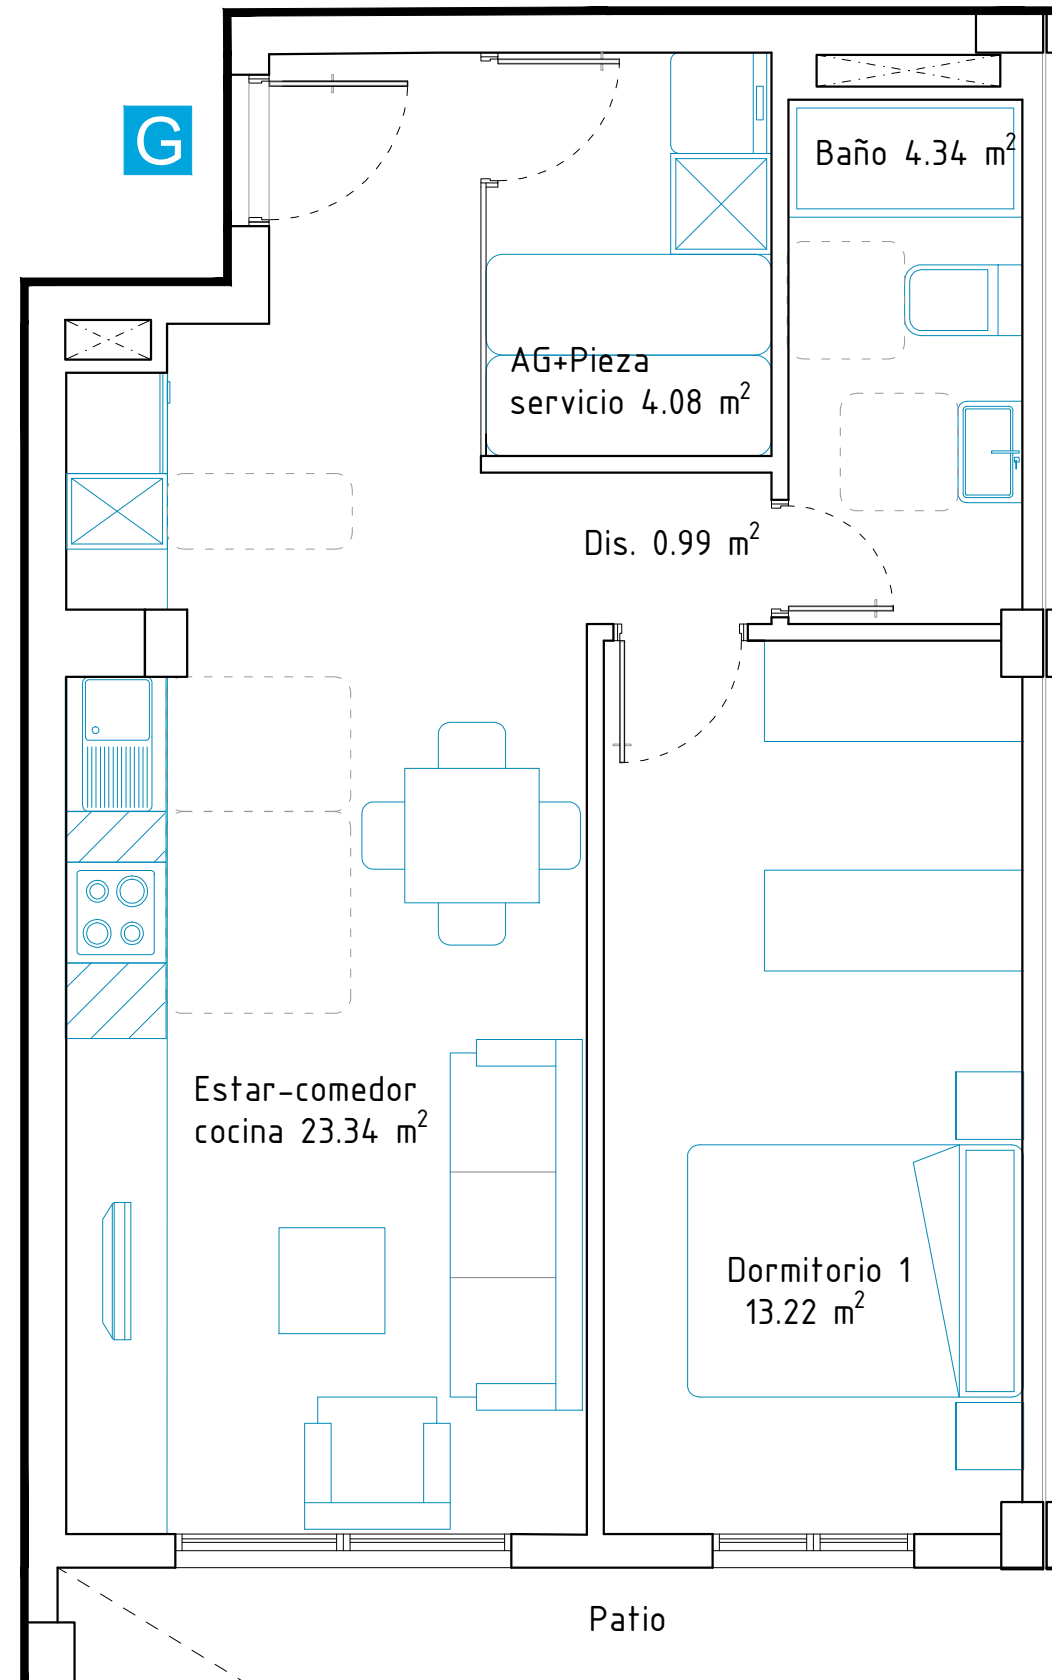 G
Baño 4.34 m²
AG+Pieza
servicio 4.08 m²
Dis. 0.99 m²
Estar-comedor
cocina 23.34 m²
Dormitorio 1
13.22 m²
Patio